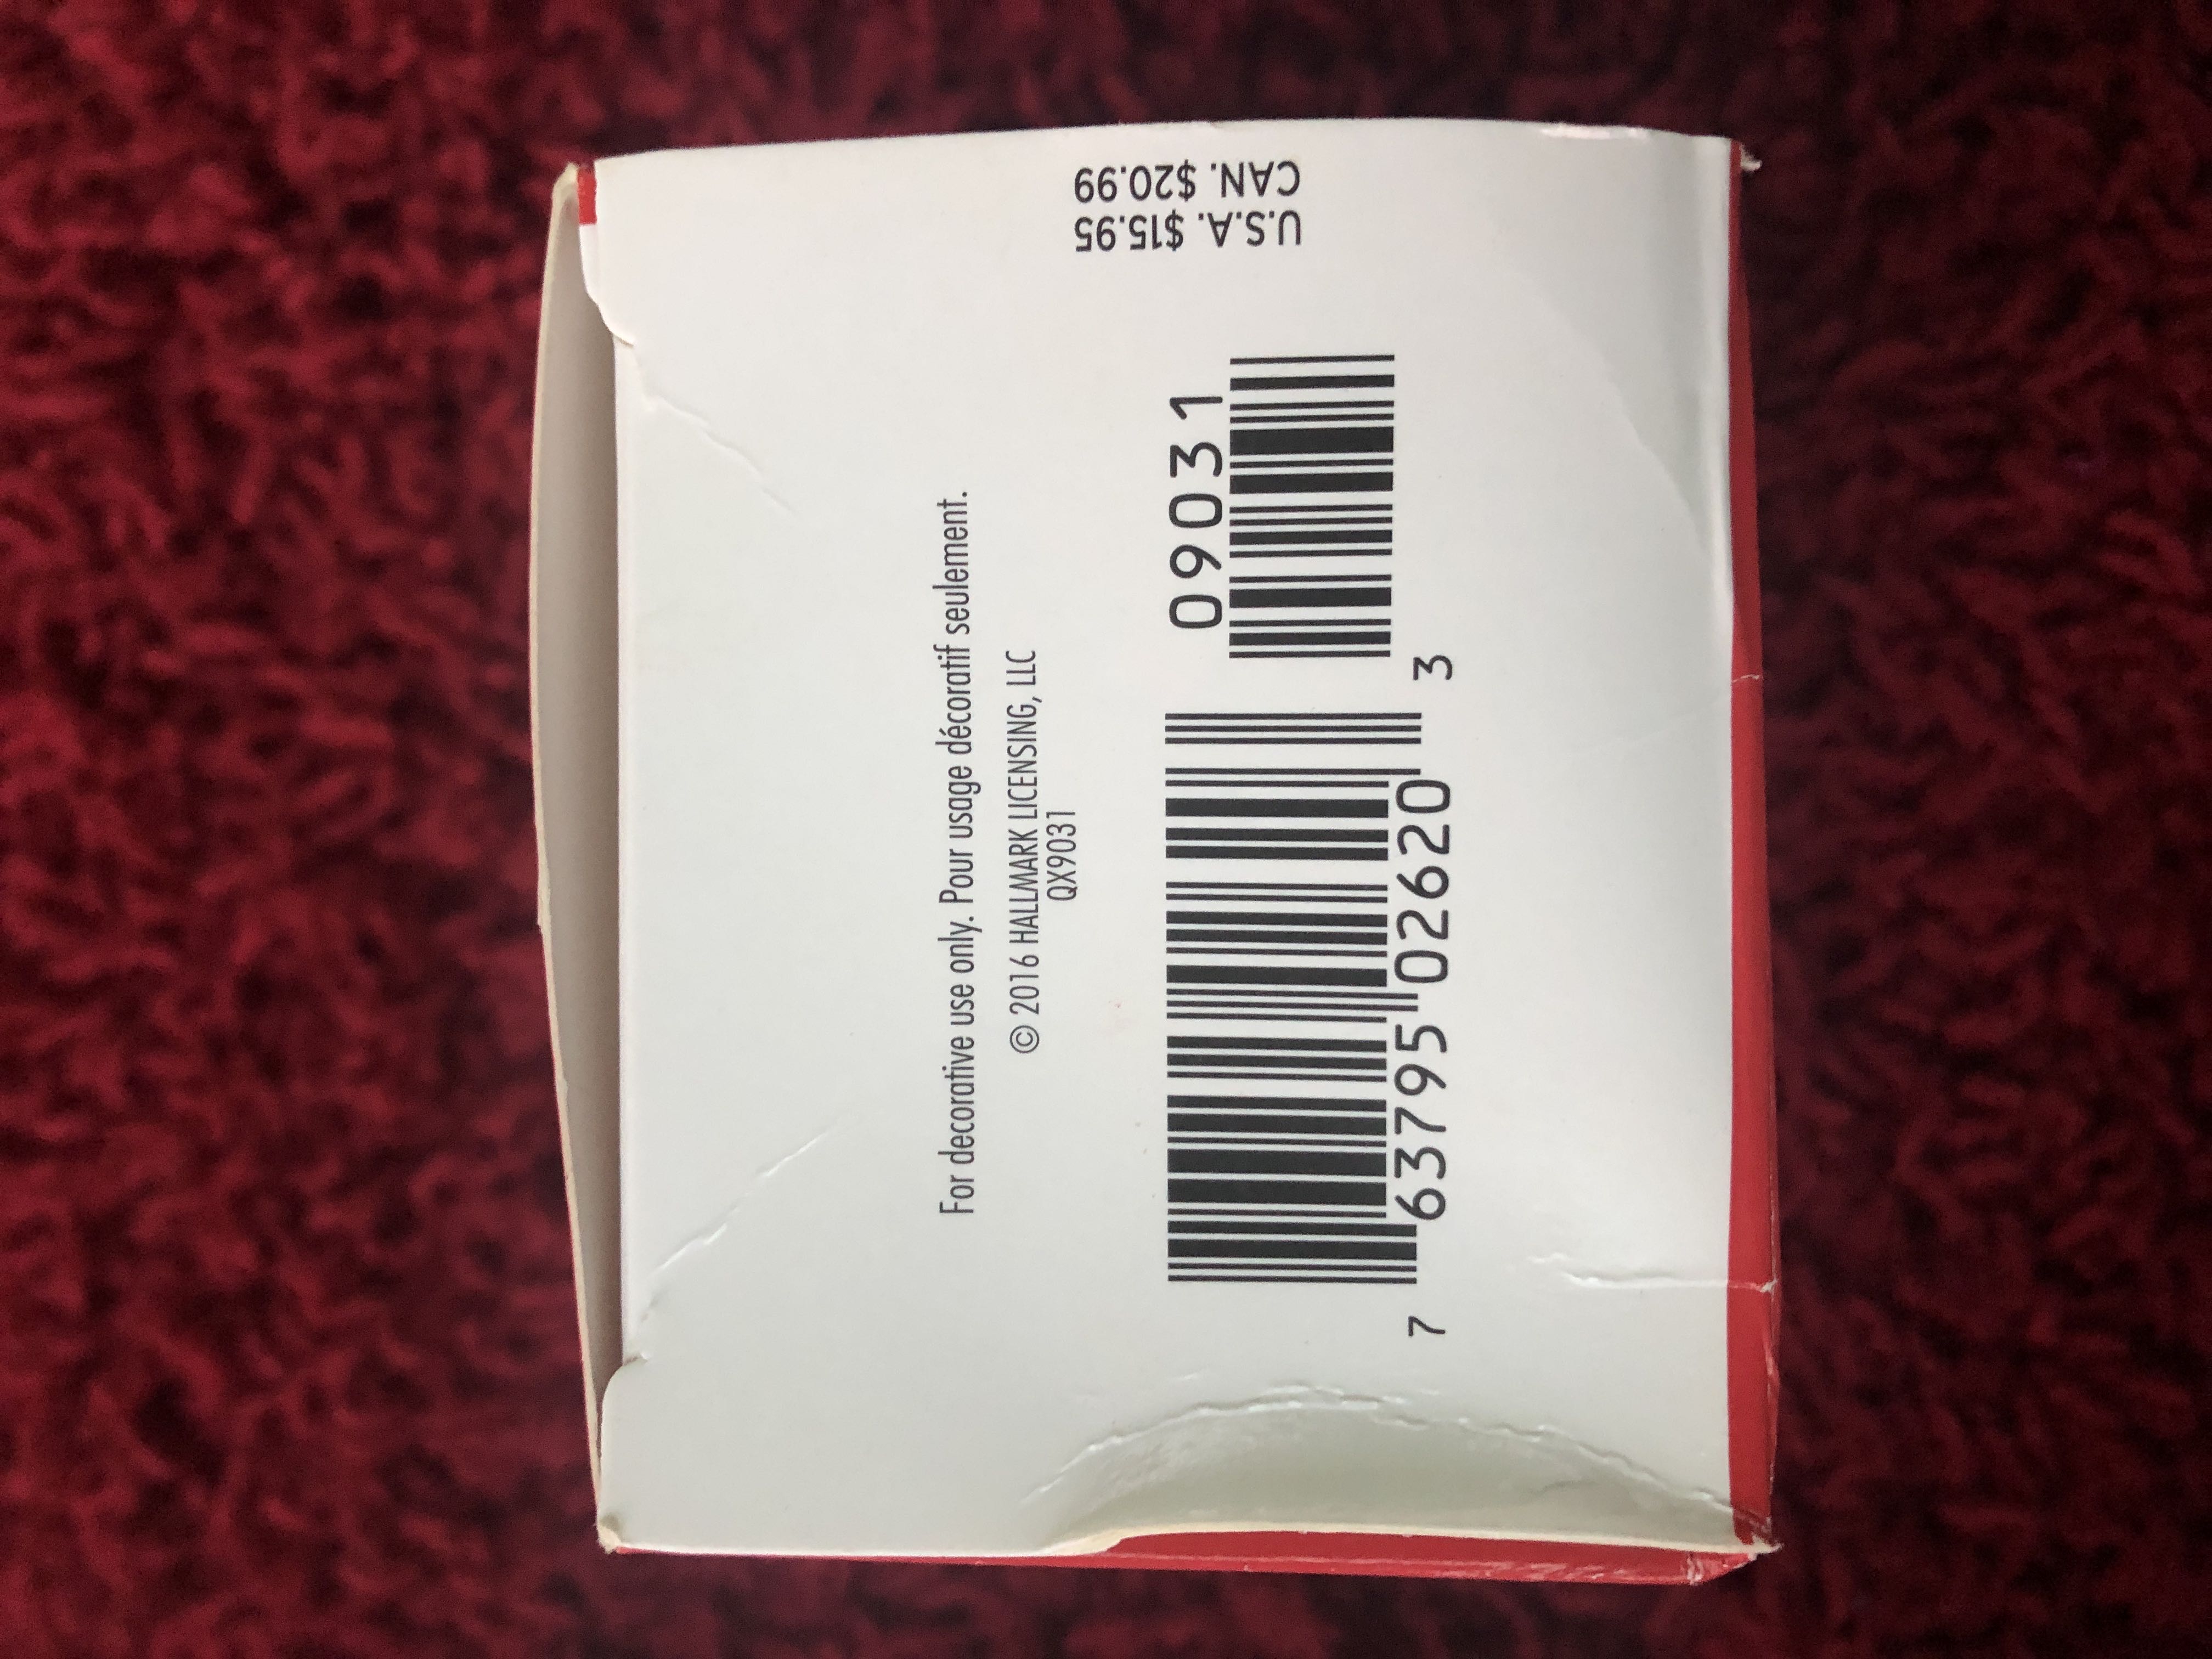 For decorative use only. Pour usage décoratif seulement.
© 2016 HALLMARK LICENSING, LLC
QX9031
09031
7 63795 02620 3
U.S.A. $15.95
CAN. $20.99